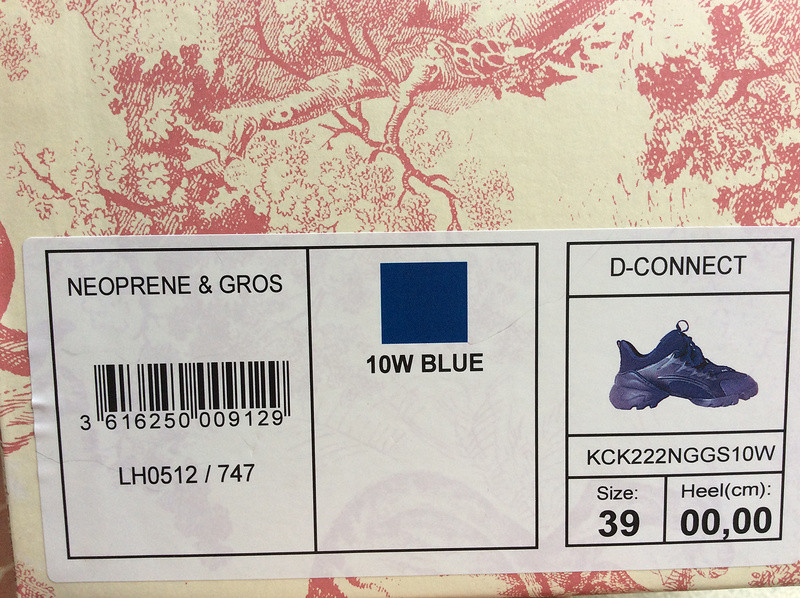 NEOPRENE & GROS
3 616250 009129
LH0512 / 747
10W BLUE
D-CONNECT
KCK222NGGS10W
Size:
39
Heel(cm):
00,00